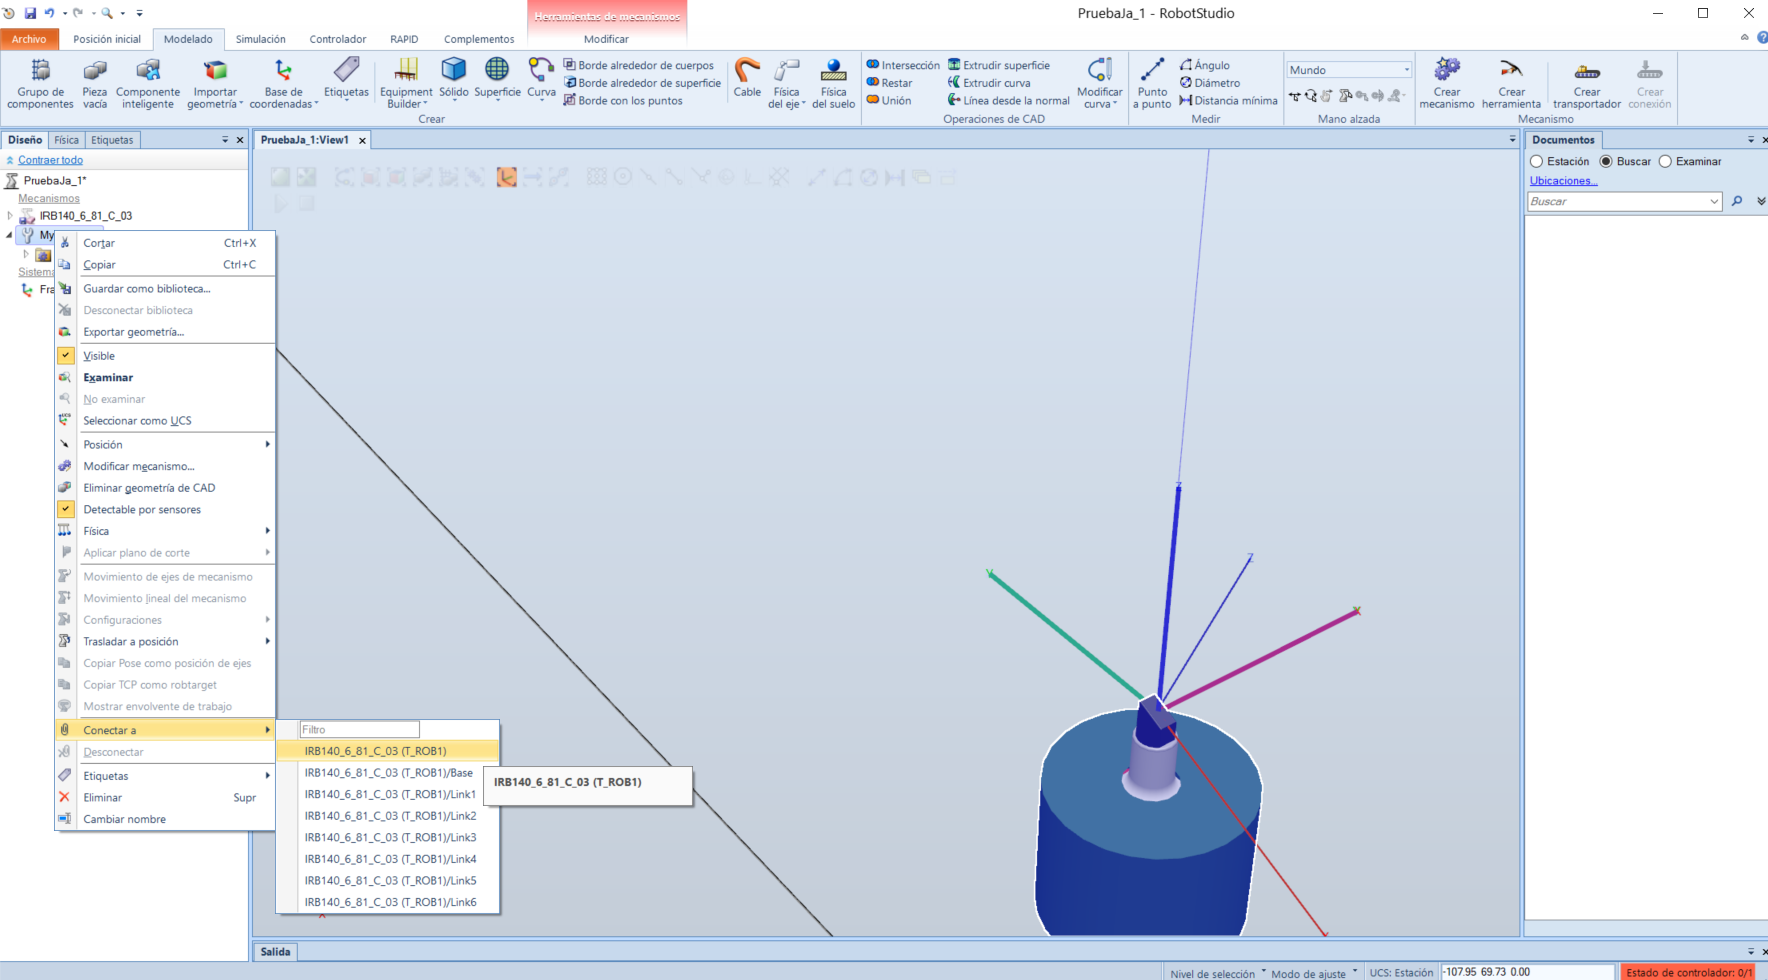 Herramientas de mecanismos
PruebaJa_1 - RobotStudio
Archivo
Posición inicial
Modelado
Simulación
Controlador
RAPID
Complementos
Modificar
Grupo de componentes
Pieza vacía
Componente inteligente
Importar geometría
Base de coordenadas
Etiquetas
Equipment Builder
Sólido
Superficie
Curva
Borde alrededor de cuerpos
Borde alrededor de superficie
Borde con los puntos
Crear
Cable
Física del eje
Física del suelo
Intersección
Restar
Unión
Extrudir superficie
Extrudir curva
Línea desde la normal
Modificar curva
Operaciones de CAD
Punto a punto
Ángulo
Diámetro
Distancia mínima
Medir
Mundo
Mano alzada
Crear mecanismo
Crear herramienta
Crear transportador
Crear conexión
Mecanismo
Diseño
Física
Etiquetas
Contraer todo
PruebaJa_1*
Mecanismos
IRB140_6_81_C_03
My
Sistema
Fra
PruebaJa_1:View1
Cortar Ctrl+X
Copiar Ctrl+C
Guardar como biblioteca...
Desconectar biblioteca
Exportar geometría...
Visible
Examinar
No examinar
Seleccionar como UCS
Posición
Modificar mecanismo...
Eliminar geometría de CAD
Detectable por sensores
Física
Aplicar plano de corte
Movimiento de ejes de mecanismo
Movimiento lineal del mecanismo
Configuraciones
Trasladar a posición
Copiar Pose como posición de ejes
Copiar TCP como robtarget
Mostrar envolvente de trabajo
Conectar a
Desconectar
Etiquetas
Eliminar Supr
Cambiar nombre
Filtro
IRB140_6_81_C_03 (T_ROB1)
IRB140_6_81_C_03 (T_ROB1)/Base
IRB140_6_81_C_03 (T_ROB1)/Link1
IRB140_6_81_C_03 (T_ROB1)/Link2
IRB140_6_81_C_03 (T_ROB1)/Link3
IRB140_6_81_C_03 (T_ROB1)/Link4
IRB140_6_81_C_03 (T_ROB1)/Link5
IRB140_6_81_C_03 (T_ROB1)/Link6
IRB140_6_81_C_03 (T_ROB1)
Z
Z
Y
X
X
Documentos
Estación
Buscar
Examinar
Ubicaciones...
Buscar
Salida
Nivel de selección
Modo de ajuste
UCS: Estación
-107.95 69.73 0.00
Estado de controlador: 0/1